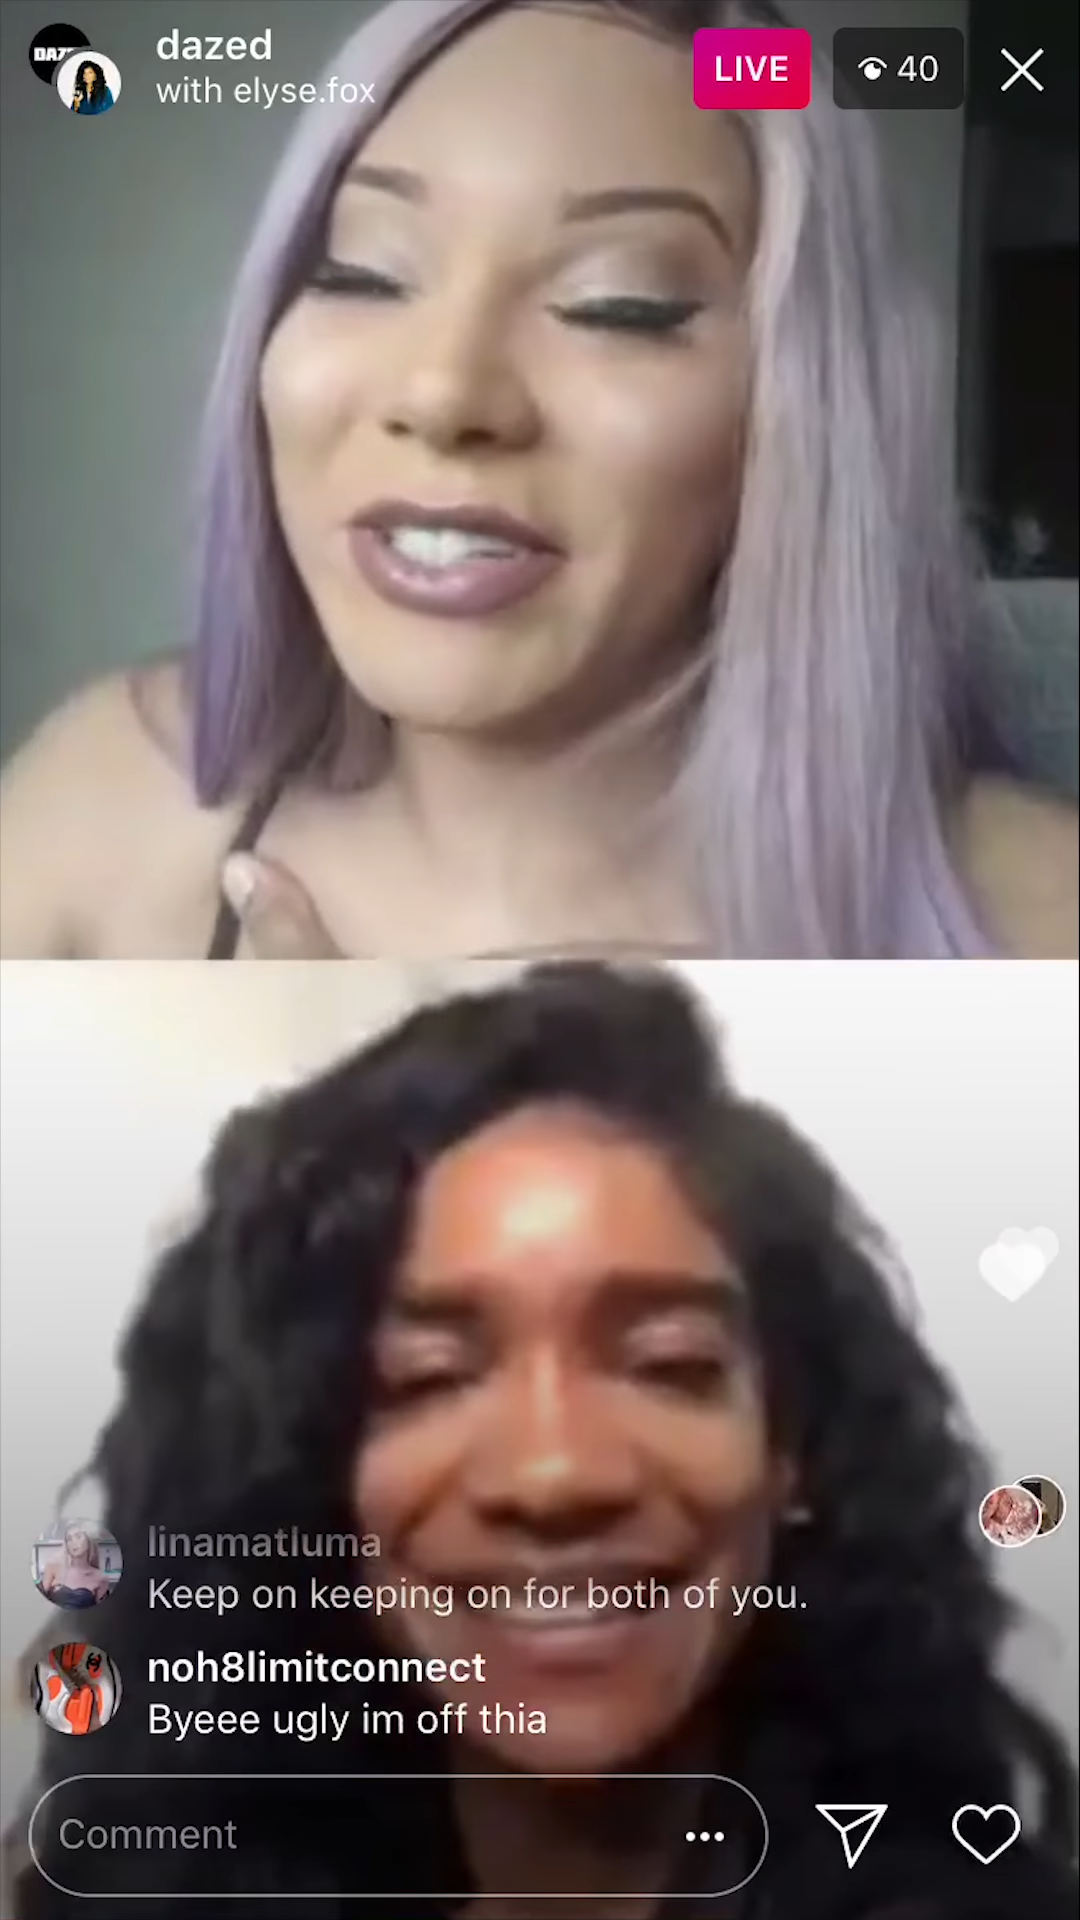 DAZED
dazed
with elyse.fox
LIVE
40
linamatluma
Keep on keeping on for both of you.
noh8limitconnect
Byeee ugly im off thia
Comment